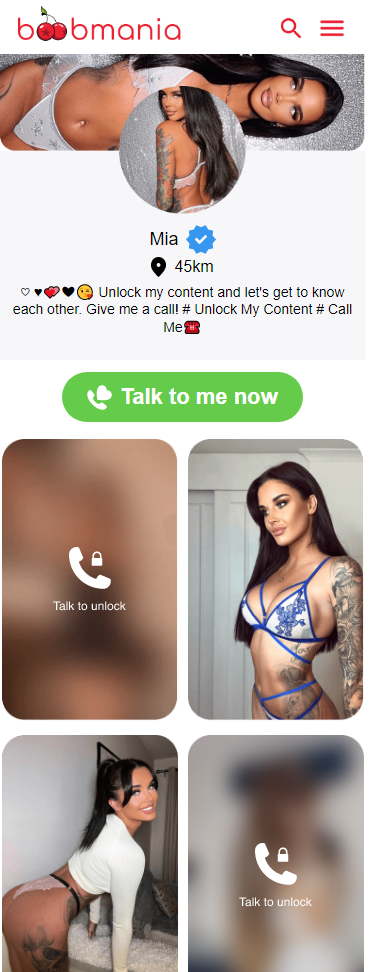 boobmania
Mia
45km
♡ ♥💕🖤😘 Unlock my content and let's get to know
each other. Give me a call! # Unlock My Content # Call
Me☎️
Talk to me now
Talk to unlock
Talk to unlock